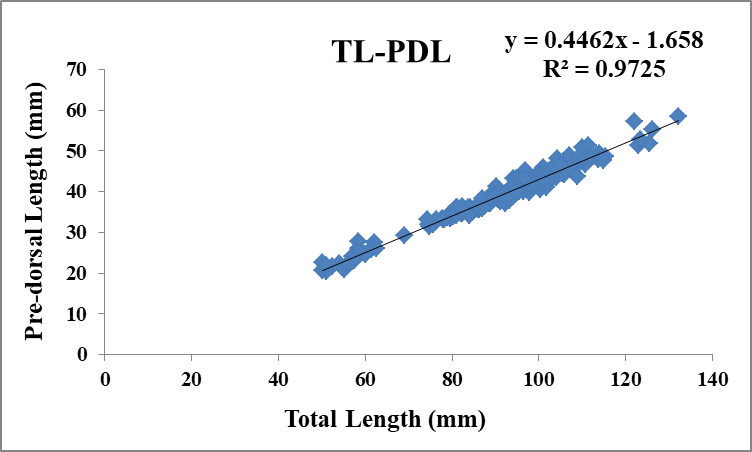 TL-PDL
y = 0.4462x - 1.658
R² = 0.9725
Pre-dorsal Length (mm)
70
60
50
40
30
20
10
0
0 20 40 60 80 100 120 140
Total Length (mm)